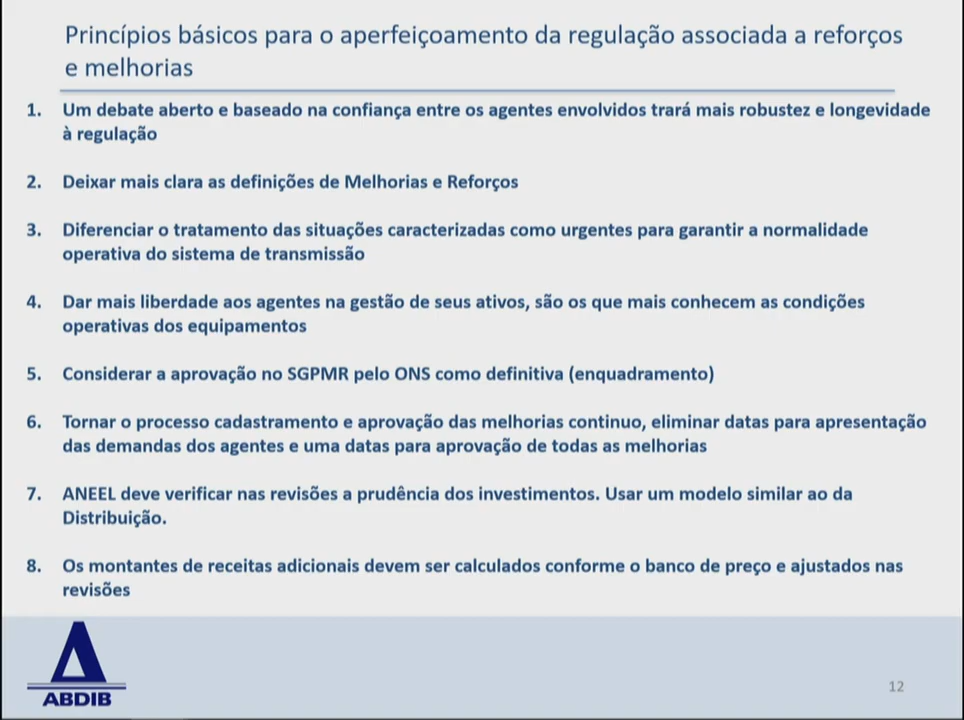 Princípios básicos para o aperfeiçoamento da regulação associada a reforços
e melhorias
1. Um debate aberto e baseado na confiança entre os agentes envolvidos trará mais robustez e longevidade
à regulação
2. Deixar mais clara as definições de Melhorias e Reforços
3. Diferenciar o tratamento das situações caracterizadas como urgentes para garantir a normalidade
operativa do sistema de transmissão
4. Dar mais liberdade aos agentes na gestão de seus ativos, são os que mais conhecem as condições
operativas dos equipamentos
5. Considerar a aprovação no SGPMR pelo ONS como definitiva (enquadramento)
6. Tornar o processo cadastramento e aprovação das melhorias continuo, eliminar datas para apresentação
das demandas dos agentes e uma datas para aprovação de todas as melhorias
7. ANEEL deve verificar nas revisões a prudência dos investimentos. Usar um modelo similar ao da
Distribuição.
8. Os montantes de receitas adicionais devem ser calculados conforme o banco de preço e ajustados nas
revisões
ABDIB
12